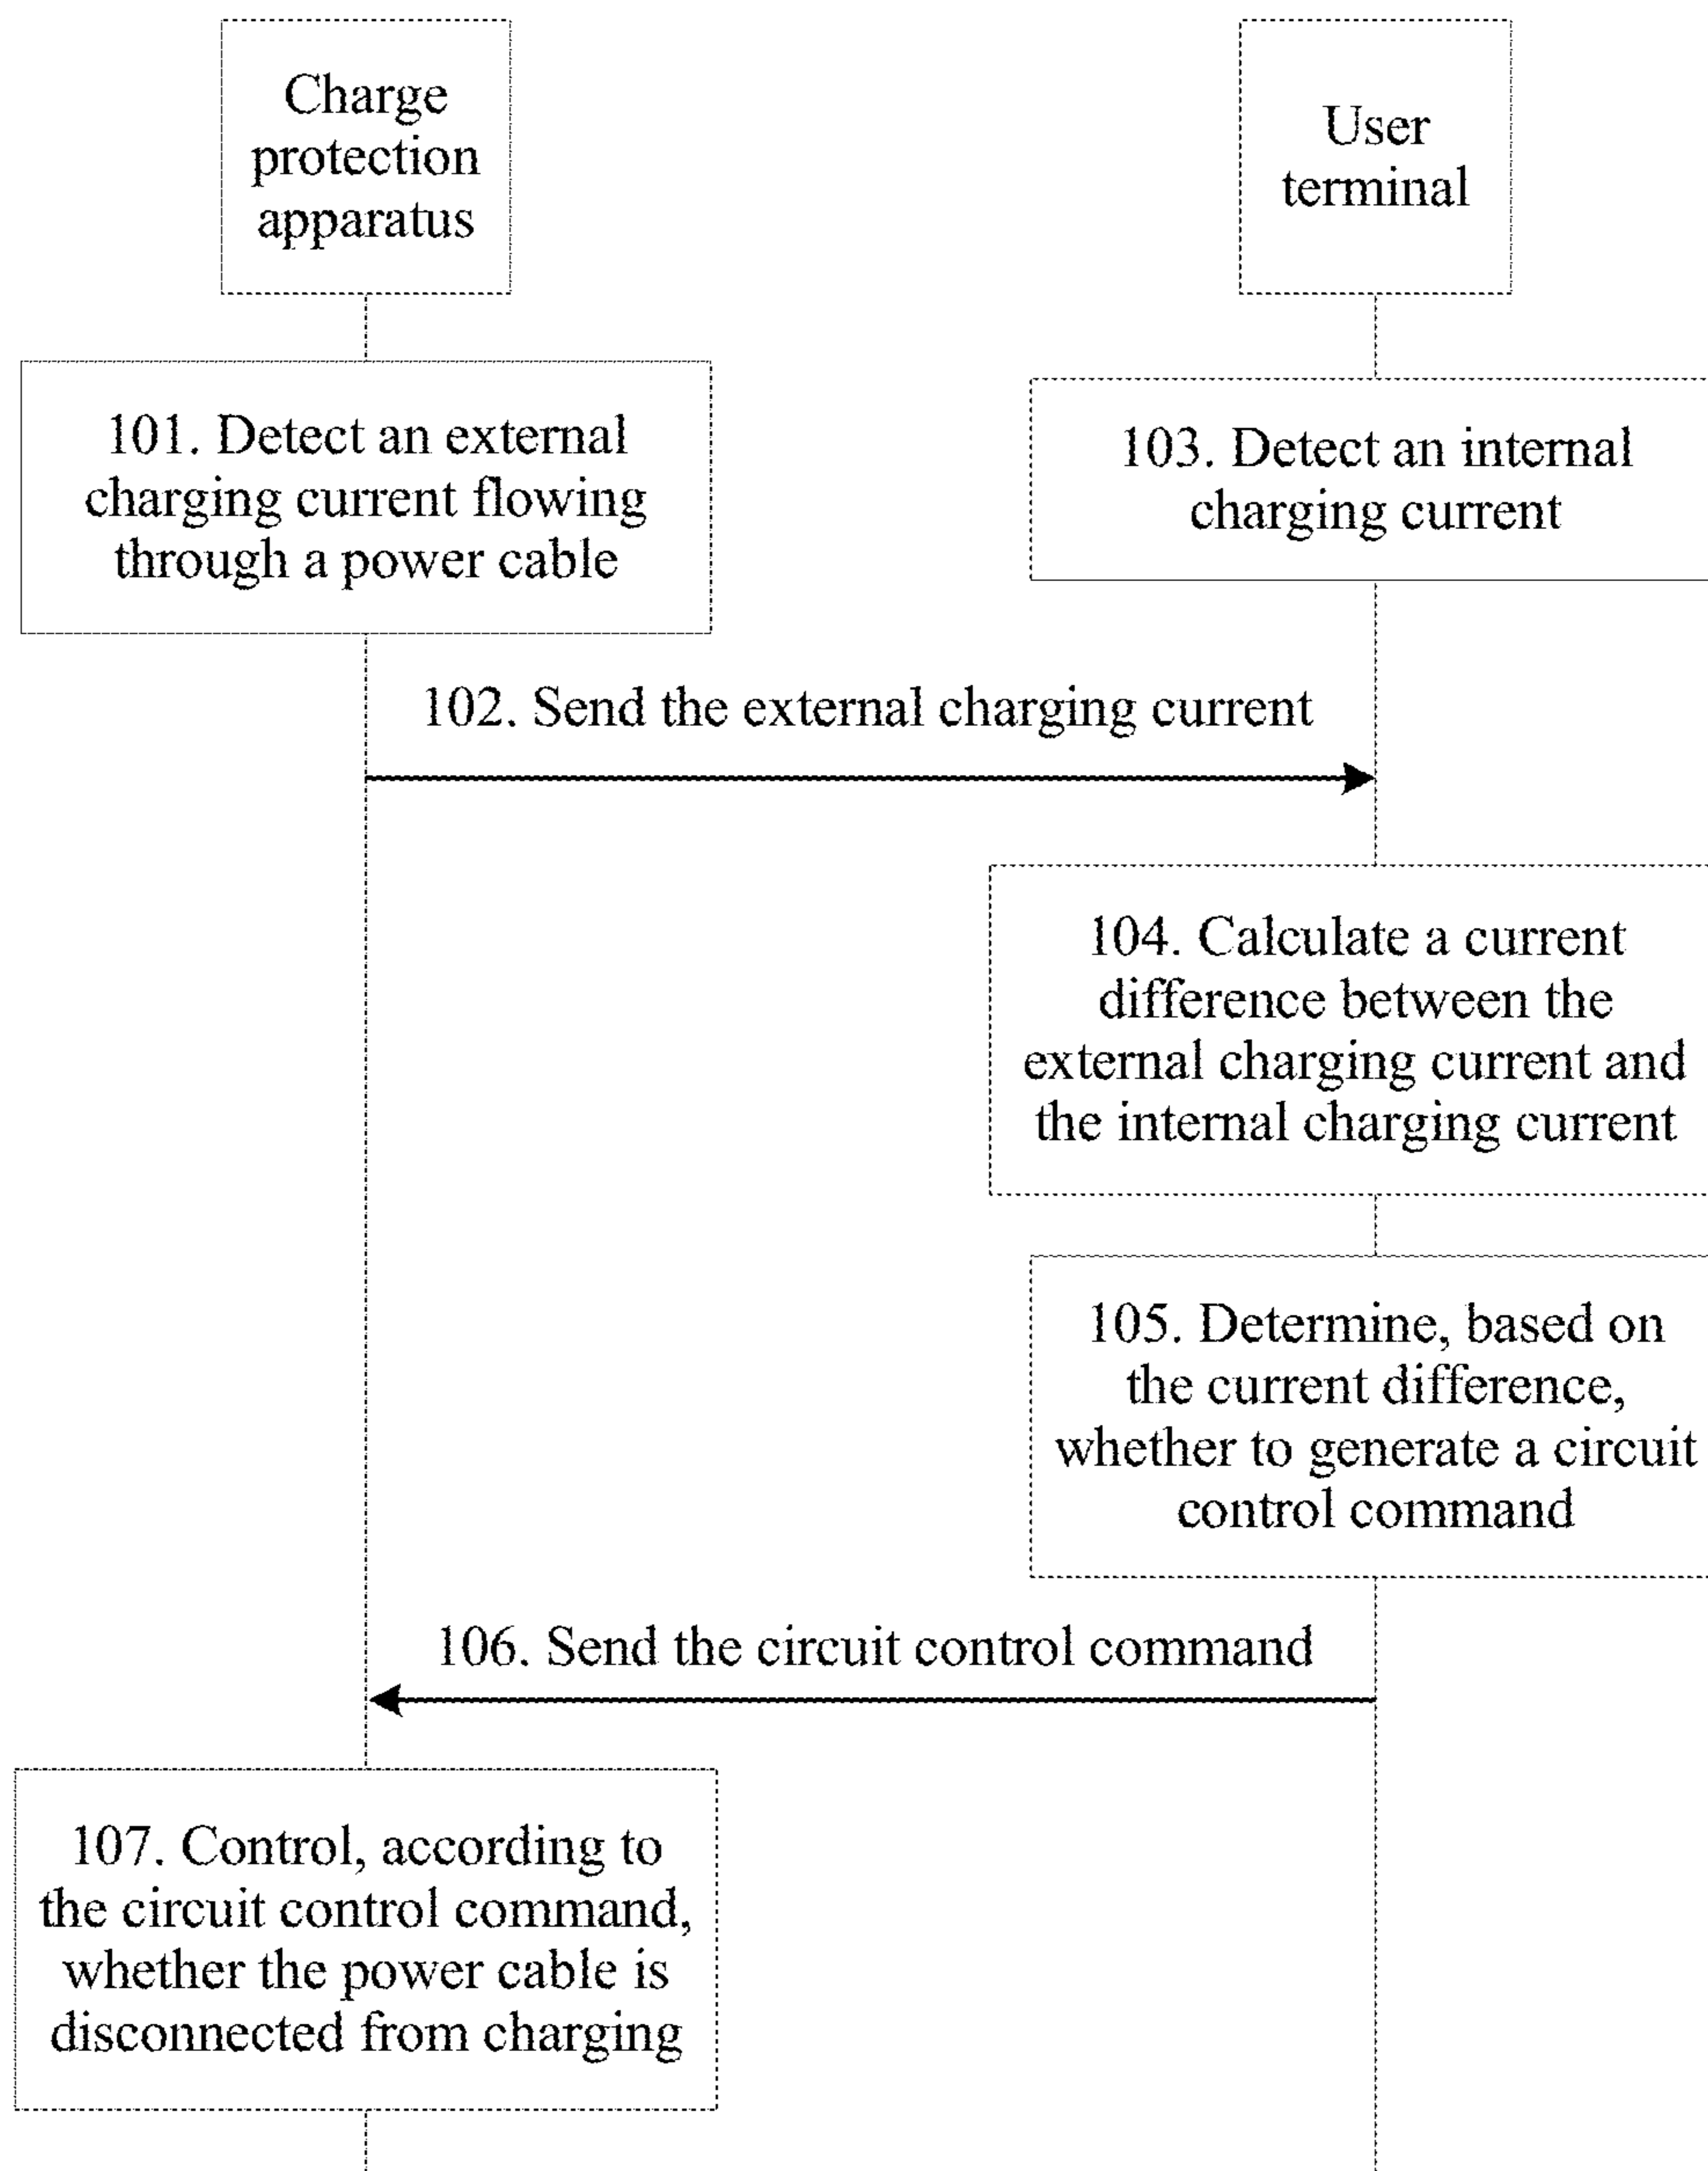 Charge
protection
apparatus
User
terminal
101. Detect an external
charging current flowing
through a power cable
103. Detect an internal
charging current
102. Send the external charging current
104. Calculate a current
difference between the
external charging current and
the internal charging current
105. Determine, based on
the current difference,
whether to generate a circuit
control command
106. Send the circuit control command
107. Control, according to
the circuit control command,
whether the power cable is
disconnected from charging